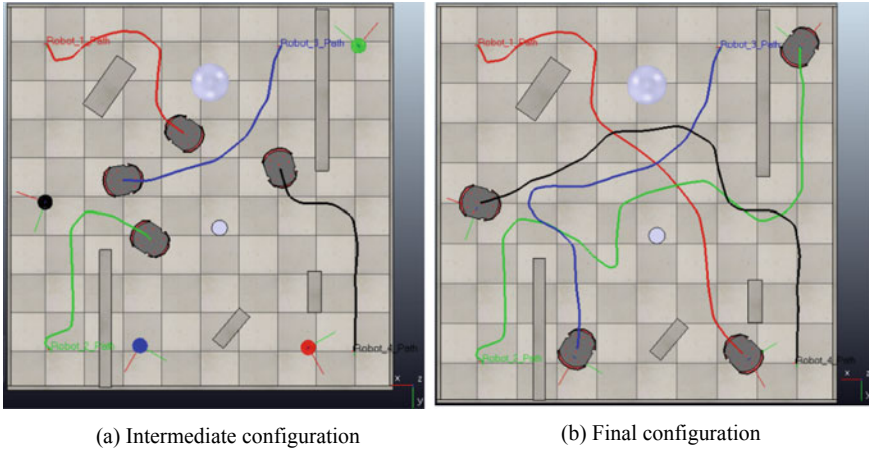 Robot_1_Path
Robot_3_Path
Robot_2_Path
Robot_4_Path
x
z
y
Robot_1_Path
Robot_3_Path
Robot_2_Path
Robot_4_Path
x
z
y
(a) Intermediate configuration
(b) Final configuration